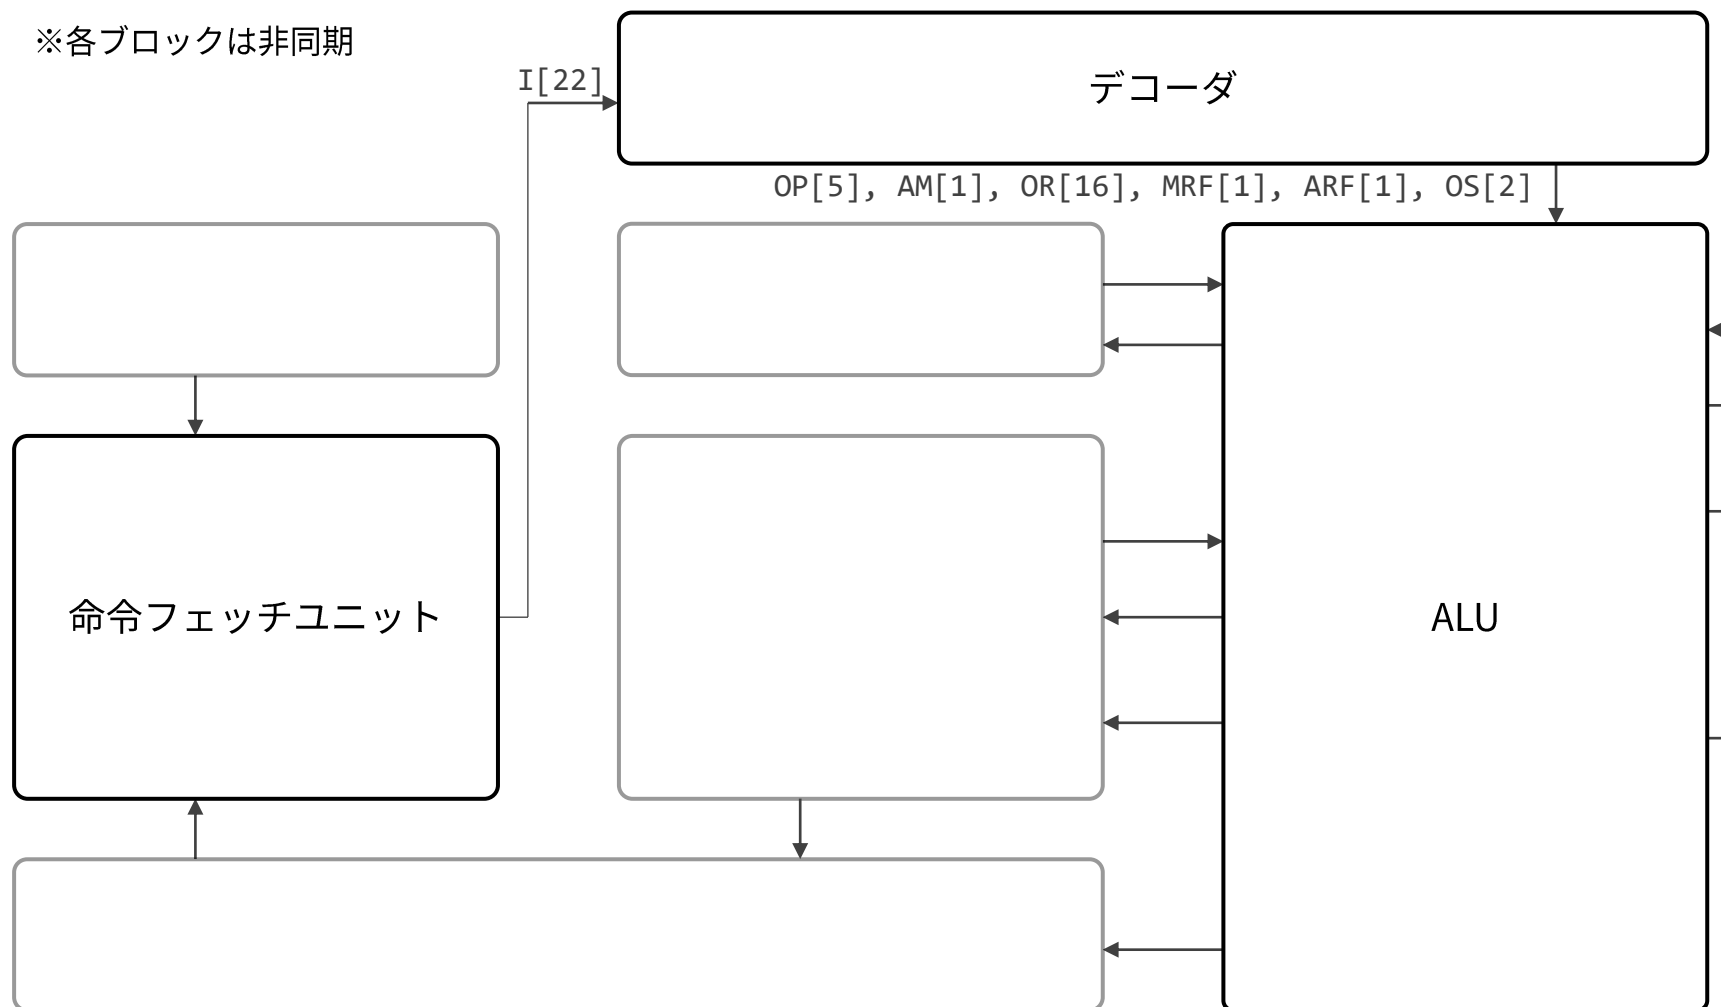 ※各ブロックは非同期
I[22]
デコーダ
OP[5], AM[1], OR[16], MRF[1], ARF[1], OS[2]
命令フェッチユニット
ALU